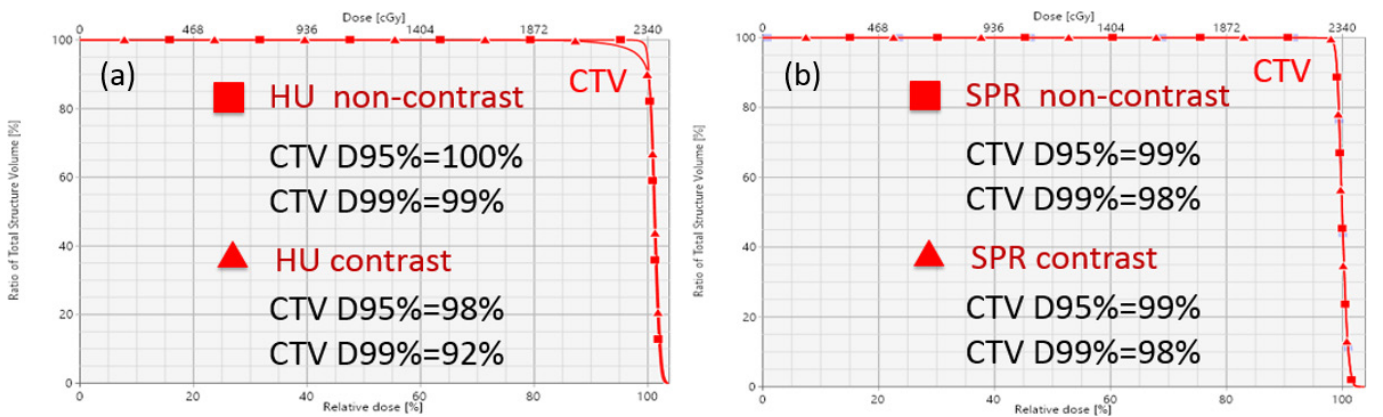 Dose [cGy]
0 468 936 1404 1872 2340
100
(a)
CTV
HU non-contrast
80
CTV D95%=100%
60
CTV D99%=99%
40
HU contrast
CTV D95%=98%
20
CTV D99%=92%
0
0 20 40 60 80 100
Relative dose [%]
Ratio of Total Structure Volume [%]
Dose [cGy]
0 468 936 1404 1872 2340
100
(b)
CTV
SPR non-contrast
80
CTV D95%=99%
60
CTV D99%=98%
40
SPR contrast
CTV D95%=99%
20
CTV D99%=98%
0
0 20 40 60 80 100
Relative dose [%]
Ratio of Total Structure Volume [%]